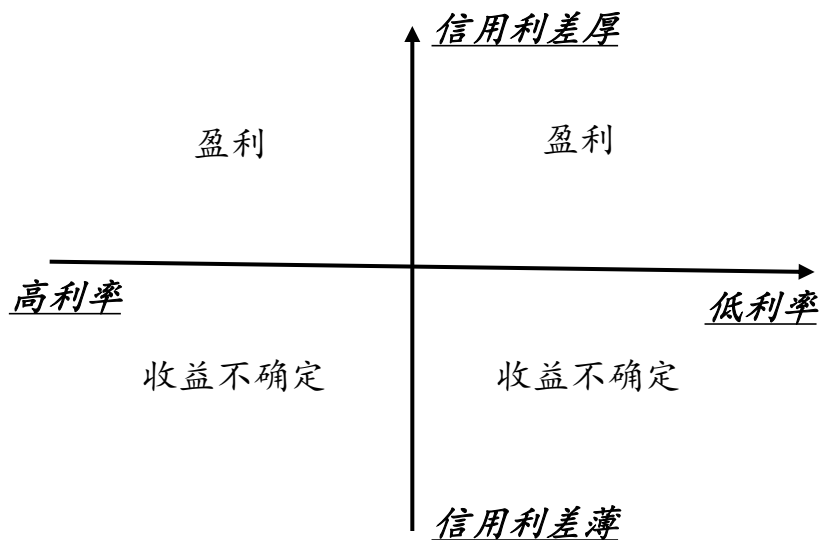 信用利差厚
盈利
盈利
高利率
低利率
收益不确定
收益不确定
信用利差薄